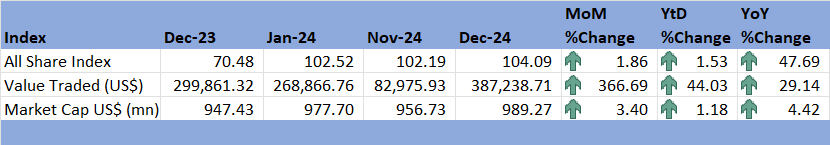 MoM YtD YoY
Index Dec-23 Jan-24 Nov-24 Dec-24 %Change %Change %Change
All Share Index 70.48 102.52 102.19 104.09 1.86 1.53 47.69
Value Traded (US$) 299,861.32 268,866.76 82,975.93 387,238.71 366.69 44.03 29.14
Market Cap US$ (mn) 947.43 977.70 956.73 989.27 3.40 1.18 4.42